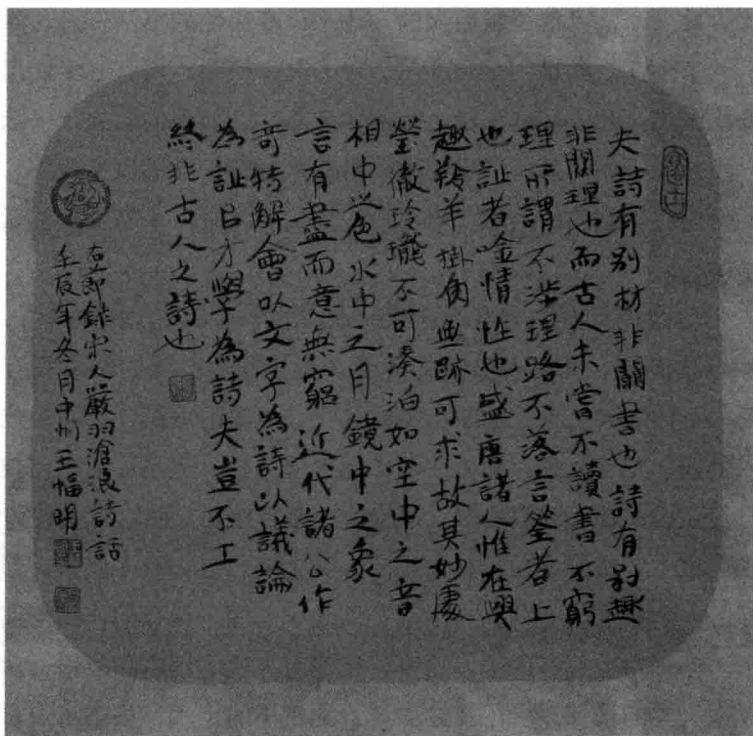 夫詩有别材非關書也詩有别趣
非關理也而古人未嘗不讀書不窮
理所謂不涉理路不落言筌者上
也詩者唫情性也盛唐諸人惟在興
趣羚羊掛角無跡可求故其妙處
瑩徹玲瓏不可湊泊如空中之音
相中之色水中之月鏡中之象
言有盡而意無窮近代諸公作
奇特解會以文字為詩以議論
為詩以才學為詩夫豈不工
終非古人之詩也
右節録宋人嚴羽滄浪詩話
壬辰年冬月中州王幅明